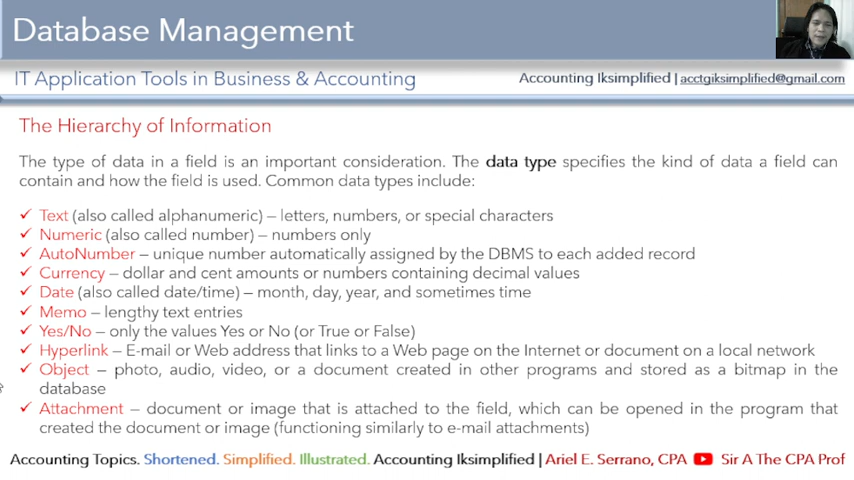 Database Management
IT Application Tools in Business & Accounting
Accounting Iksimplified | acctgiksimplified@gmail.com
The Hierarchy of Information
The type of data in a field is an important consideration. The data type specifies the kind of data a field can
contain and how the field is used. Common data types include:
✓ Text (also called alphanumeric) – letters, numbers, or special characters
✓ Numeric (also called number) – numbers only
✓ AutoNumber – unique number automatically assigned by the DBMS to each added record
✓ Currency – dollar and cent amounts or numbers containing decimal values
✓ Date (also called date/time) – month, day, year, and sometimes time
✓ Memo – lengthy text entries
✓ Yes/No – only the values Yes or No (or True or False)
✓ Hyperlink – E-mail or Web address that links to a Web page on the Internet or document on a local network
✓ Object – photo, audio, video, or a document created in other programs and stored as a bitmap in the
database
✓ Attachment – document or image that is attached to the field, which can be opened in the program that
created the document or image (functioning similarly to e-mail attachments)
Accounting Topics. Shortened. Simplified. Illustrated. Accounting Iksimplified | Ariel E. Serrano, CPA Sir A The CPA Prof